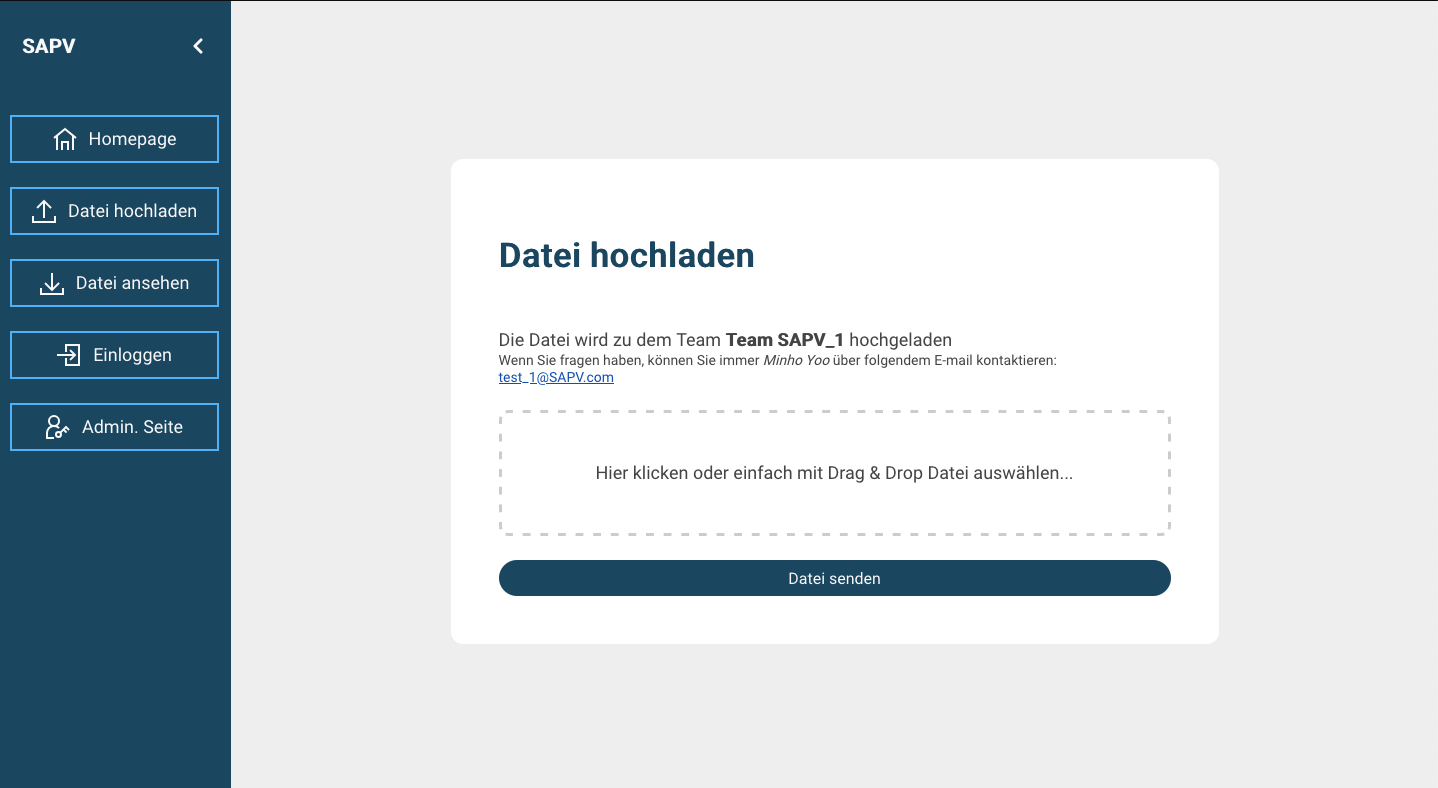 SAPV
Homepage
Datei hochladen
Datei ansehen
Einloggen
Admin. Seite
Datei hochladen
Die Datei wird zu dem Team Team SAPV_1 hochgeladen
Wenn Sie fragen haben, können Sie immer Minho Yoo über folgendem E-mail kontaktieren:
test_1@SAPV.com
Hier klicken oder einfach mit Drag & Drop Datei auswählen...
Datei senden